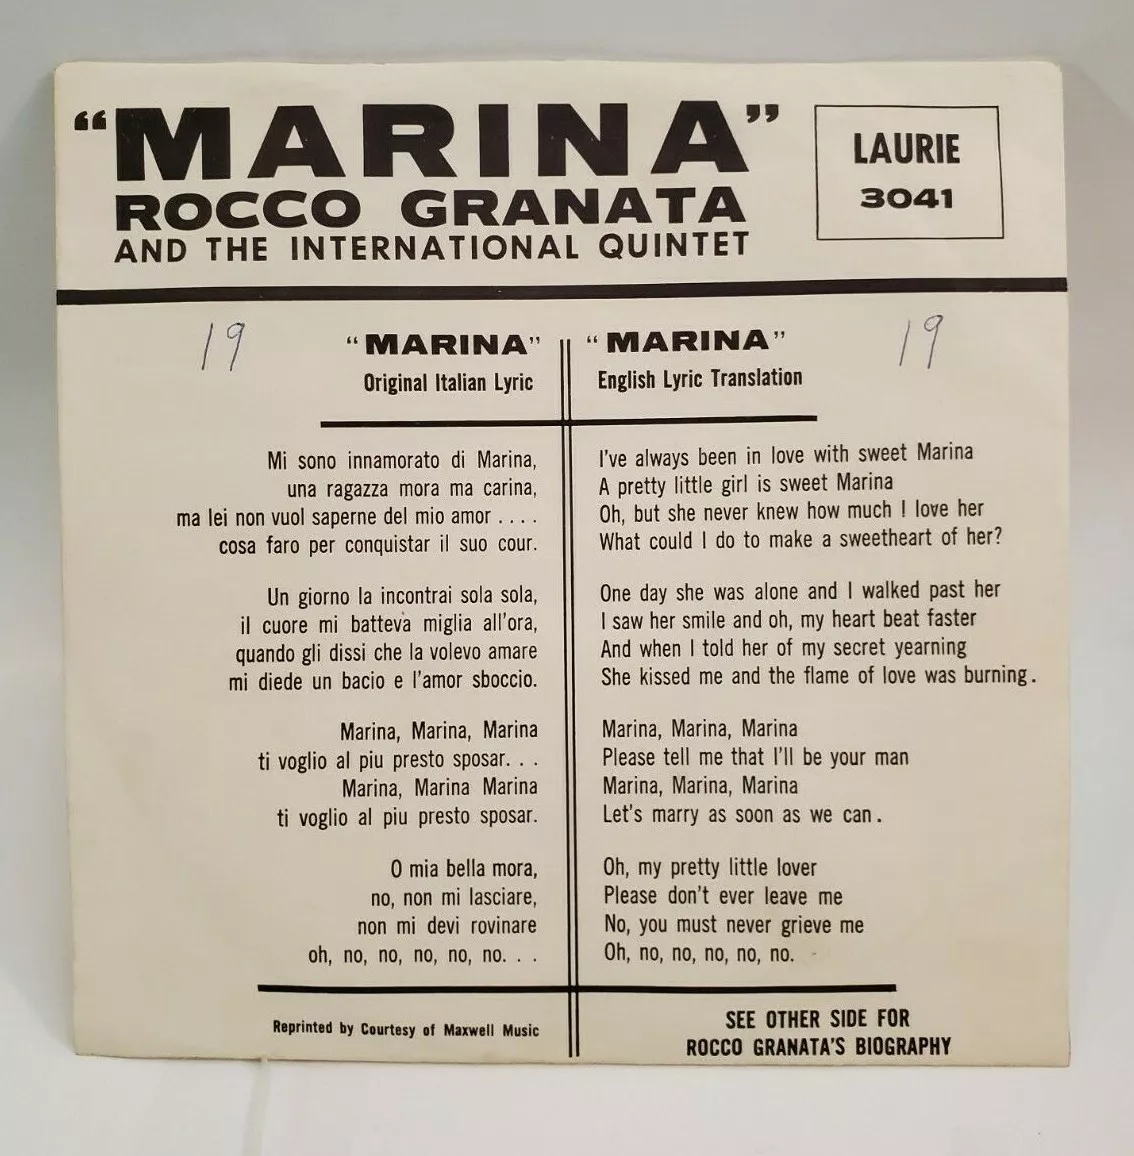 “MARINA”
ROCCO GRANATA
AND THE INTERNATIONAL QUINTET
LAURIE
3041
19
“MARINA”
Original Italian Lyric
Mi sono innamorato di Marina,
una ragazza mora ma carina,
ma lei non vuol saperne del mio amor . . . .
cosa faro per conquistar il suo cour.
Un giorno la incontrai sola sola,
il cuore mi batteva miglia all'ora,
quando gli dissi che la volevo amare
mi diede un bacio e l'amor sboccio.
Marina, Marina, Marina
ti voglio al piu presto sposar. . .
Marina, Marina Marina
ti voglio al piu presto sposar.
O mia bella mora,
no, non mi lasciare,
non mi devi rovinare
oh, no, no, no, no, no. . .
Reprinted by Courtesy of Maxwell Music
“MARINA”
19
English Lyric Translation
I've always been in love with sweet Marina
A pretty little girl is sweet Marina
Oh, but she never knew how much I love her
What could I do to make a sweetheart of her?
One day she was alone and I walked past her
I saw her smile and oh, my heart beat faster
And when I told her of my secret yearning
She kissed me and the flame of love was burning.
Marina, Marina, Marina
Please tell me that I'll be your man
Marina, Marina, Marina
Let's marry as soon as we can.
Oh, my pretty little lover
Please don't ever leave me
No, you must never grieve me
Oh, no, no, no, no, no.
SEE OTHER SIDE FOR
ROCCO GRANATA'S BIOGRAPHY